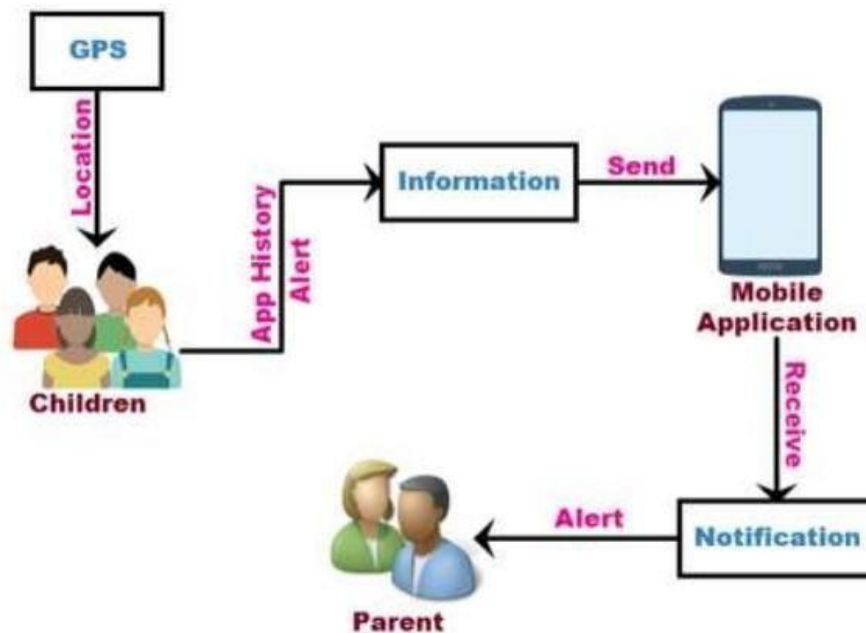 GPS
Location
Children
App History
Alert
Information
Send
Mobile
Application
Receive
Notification
Alert
Parent